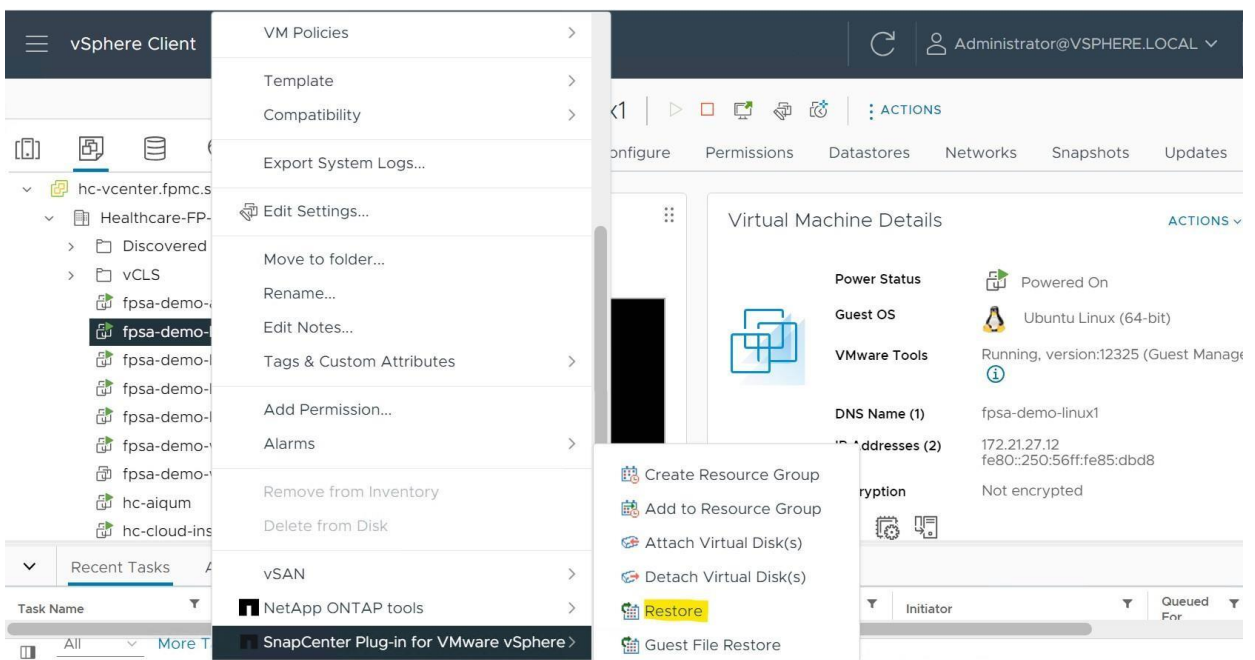 vSphere Client
Administrator@VSPHERE.LOCAL
ACTIONS
Configure Permissions Datastores Networks Snapshots Updates
hc-vcenter.fpmc.s
Healthcare-FP-
Discovered
vCLS
fpsa-demo-
fpsa-demo-
fpsa-demo-
fpsa-demo-
fpsa-demo-
fpsa-demo-
fpsa-demo-
hc-aiqum
hc-cloud-ins
VM Policies
Template
Compatibility
Export System Logs...
Edit Settings...
Move to folder...
Rename...
Edit Notes...
Tags & Custom Attributes
Add Permission...
Alarms
Remove from Inventory
Delete from Disk
vSAN
NetApp ONTAP tools
SnapCenter Plug-in for VMware vSphere
Create Resource Group
Add to Resource Group
Attach Virtual Disk(s)
Detach Virtual Disk(s)
Restore
Guest File Restore
Virtual Machine Details
ACTIONS
Power Status Powered On
Guest OS Ubuntu Linux (64-bit)
VMware Tools Running, version:12325 (Guest Manage
DNS Name (1) fpsa-demo-linux1
IP Addresses (2) 172.21.27.12
fe80::250:56ff:fe85:dbd8
ryption Not encrypted
Recent Tasks
Task Name Initiator Queued For
All More T